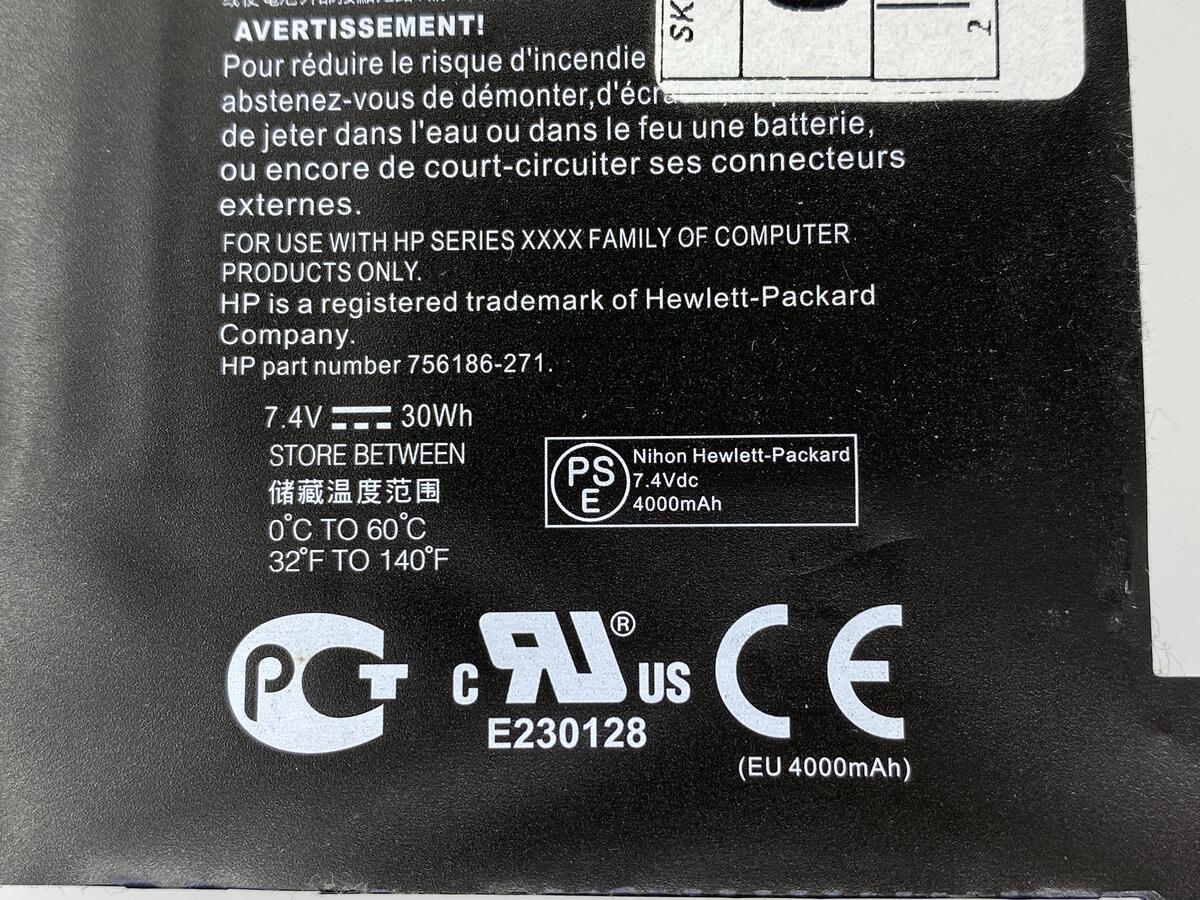 AVERTISSEMENT!
Pour réduire le risque d'incendie
abstenez-vous de démonter,d'écr
de jeter dans l'eau ou dans le feu une batterie,
ou encore de court-circuiter ses connecteurs
externes.
FOR USE WITH HP SERIES XXXX FAMILY OF COMPUTER
PRODUCTS ONLY.
HP is a registered trademark of Hewlett-Packard
Company.
HP part number 756186-271.
7.4V 30Wh
STORE BETWEEN
储藏温度范围
0°C TO 60°C
32°F TO 140°F
PS
E
Nihon Hewlett-Packard
7.4Vdc
4000mAh
PCT
c RU® US
E230128
CE
(EU 4000mAh)
SK
2